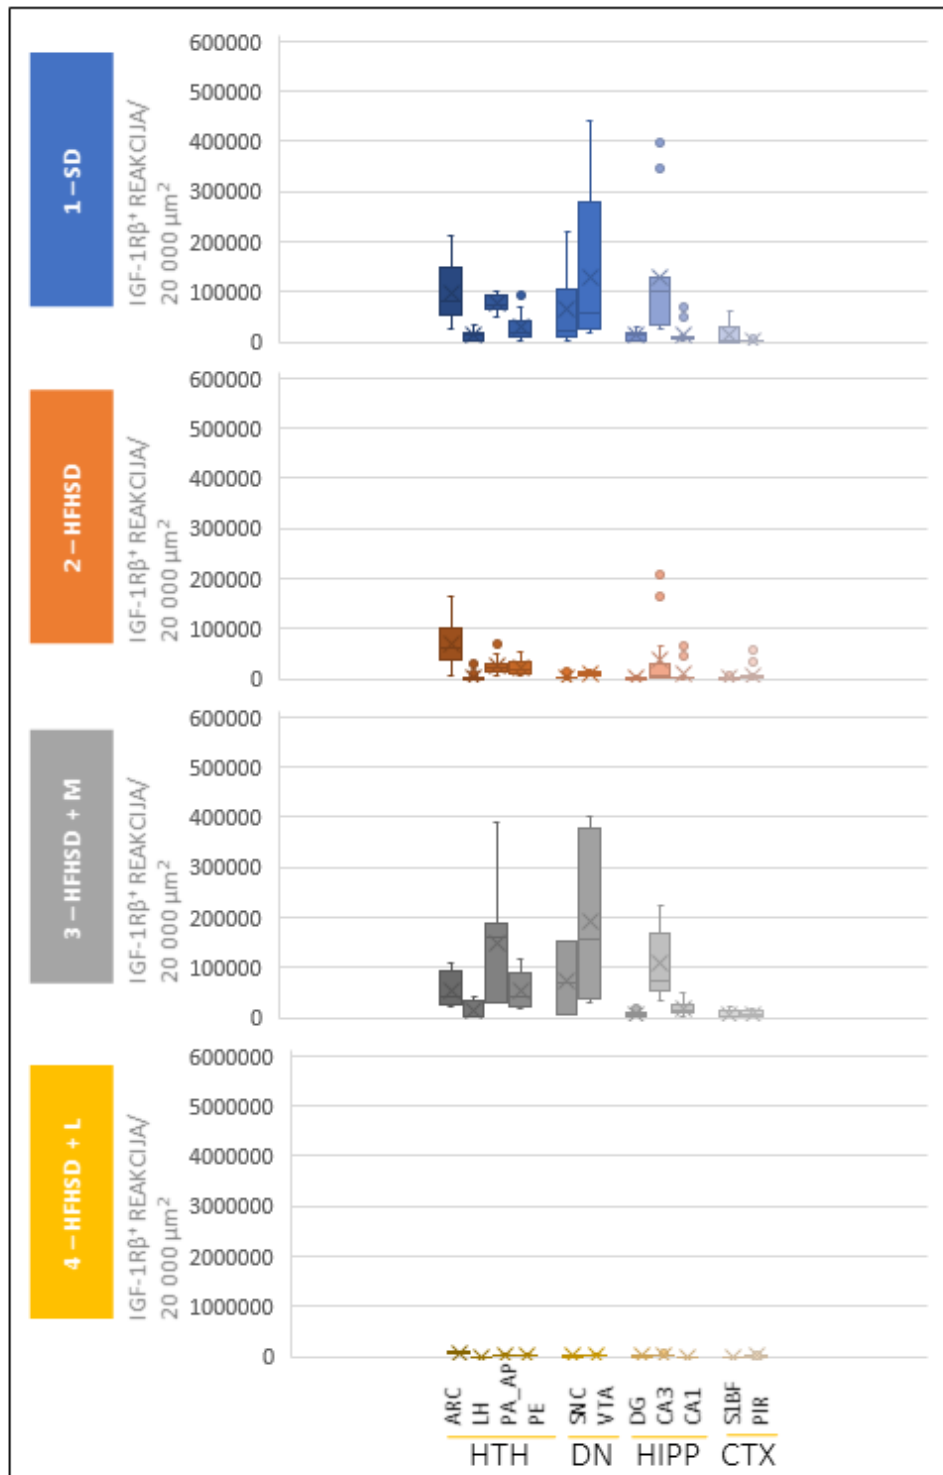 1 – SD
IGF-1Rβ⁺ REAKCIJA/
20 000 µm²
600000
500000
400000
300000
200000
100000
0
2 – HFHSD
IGF-1Rβ⁺ REAKCIJA/
20 000 µm²
600000
500000
400000
300000
200000
100000
0
3 – HFHSD + M
IGF-1Rβ⁺ REAKCIJA/
20 000 µm²
600000
500000
400000
300000
200000
100000
0
4 – HFHSD + L
IGF-1Rβ⁺ REAKCIJA/
20 000 µm²
6000000
5000000
4000000
3000000
2000000
1000000
0
ARC
LH
PA_AP
PE
SNC
VTA
DG
CA3
CA1
S1BF
PIR
HTH DN HIPP CTX